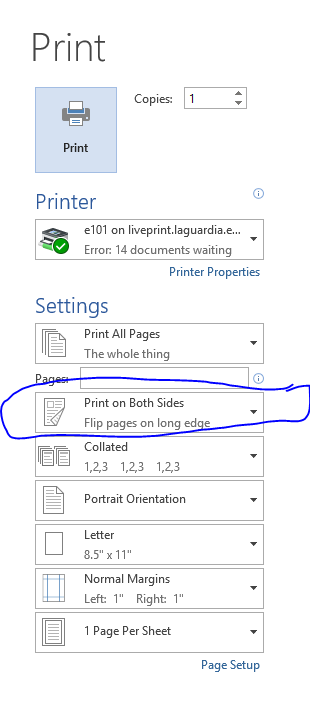 Print
Copies: 1
Print
Printer
e101 on liveprint.laguardia.e...
Error: 14 documents waiting
Printer Properties
Settings
Print All Pages
The whole thing
Pages:
Print on Both Sides
Flip pages on long edge
Collated
1,2,3 1,2,3 1,2,3
Portrait Orientation
Letter
8.5" x 11"
Normal Margins
Left: 1" Right: 1"
1 Page Per Sheet
Page Setup